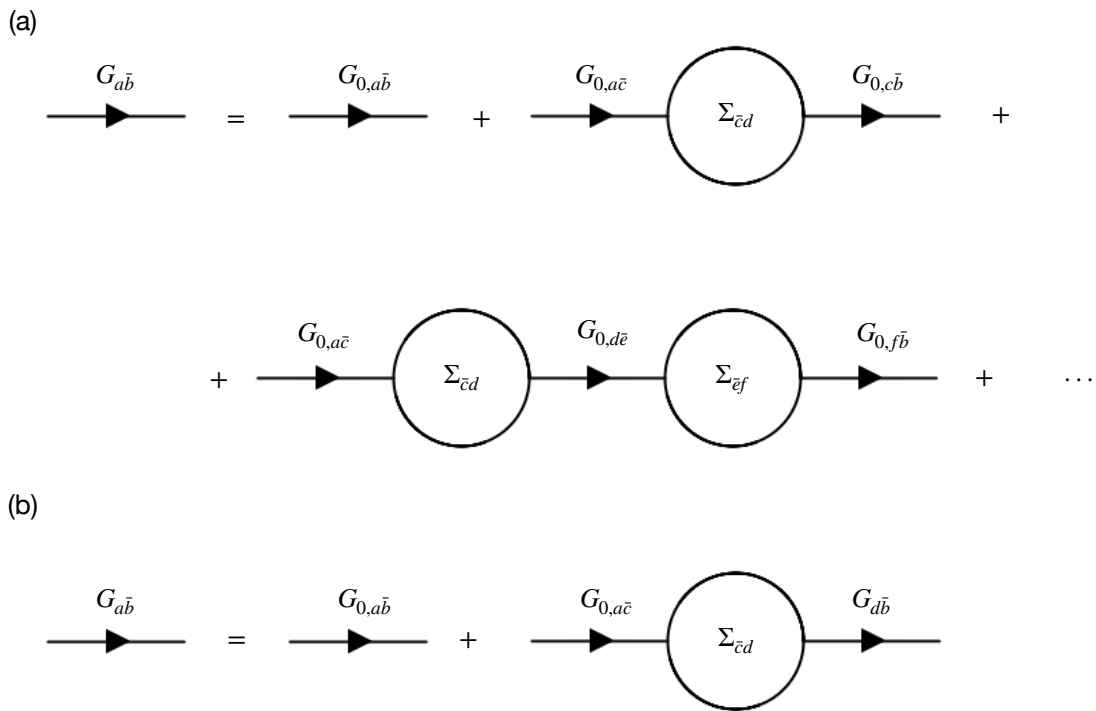 (a)
G_{a\bar{b}} = G_{0,a\bar{b}} + G_{0,a\bar{c}} Σ_{\bar{c}d} G_{0,c\bar{b}} +
+ G_{0,a\bar{c}} Σ_{\bar{c}d} G_{0,d\bar{e}} Σ_{\bar{e}f} G_{0,f\bar{b}} + ···
(b)
G_{a\bar{b}} = G_{0,a\bar{b}} + G_{0,a\bar{c}} Σ_{\bar{c}d} G_{d\bar{b}}